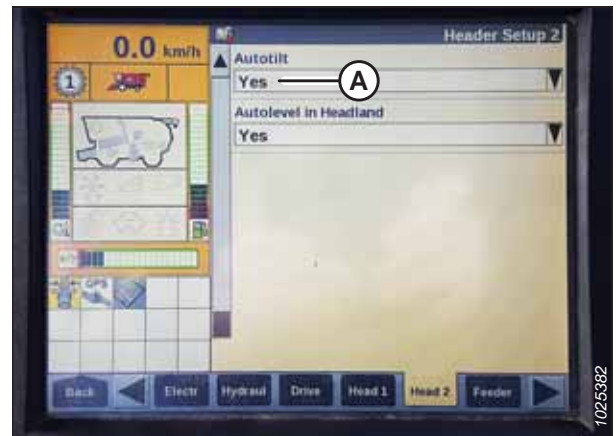 0.0 km/h
Header Setup 2
1
Autotilt
Yes
A
Autolevel in Headland
Yes
GPS
Back
Electr
Hydraul
Drive
Head 1
Head 2
Feeder
1025382